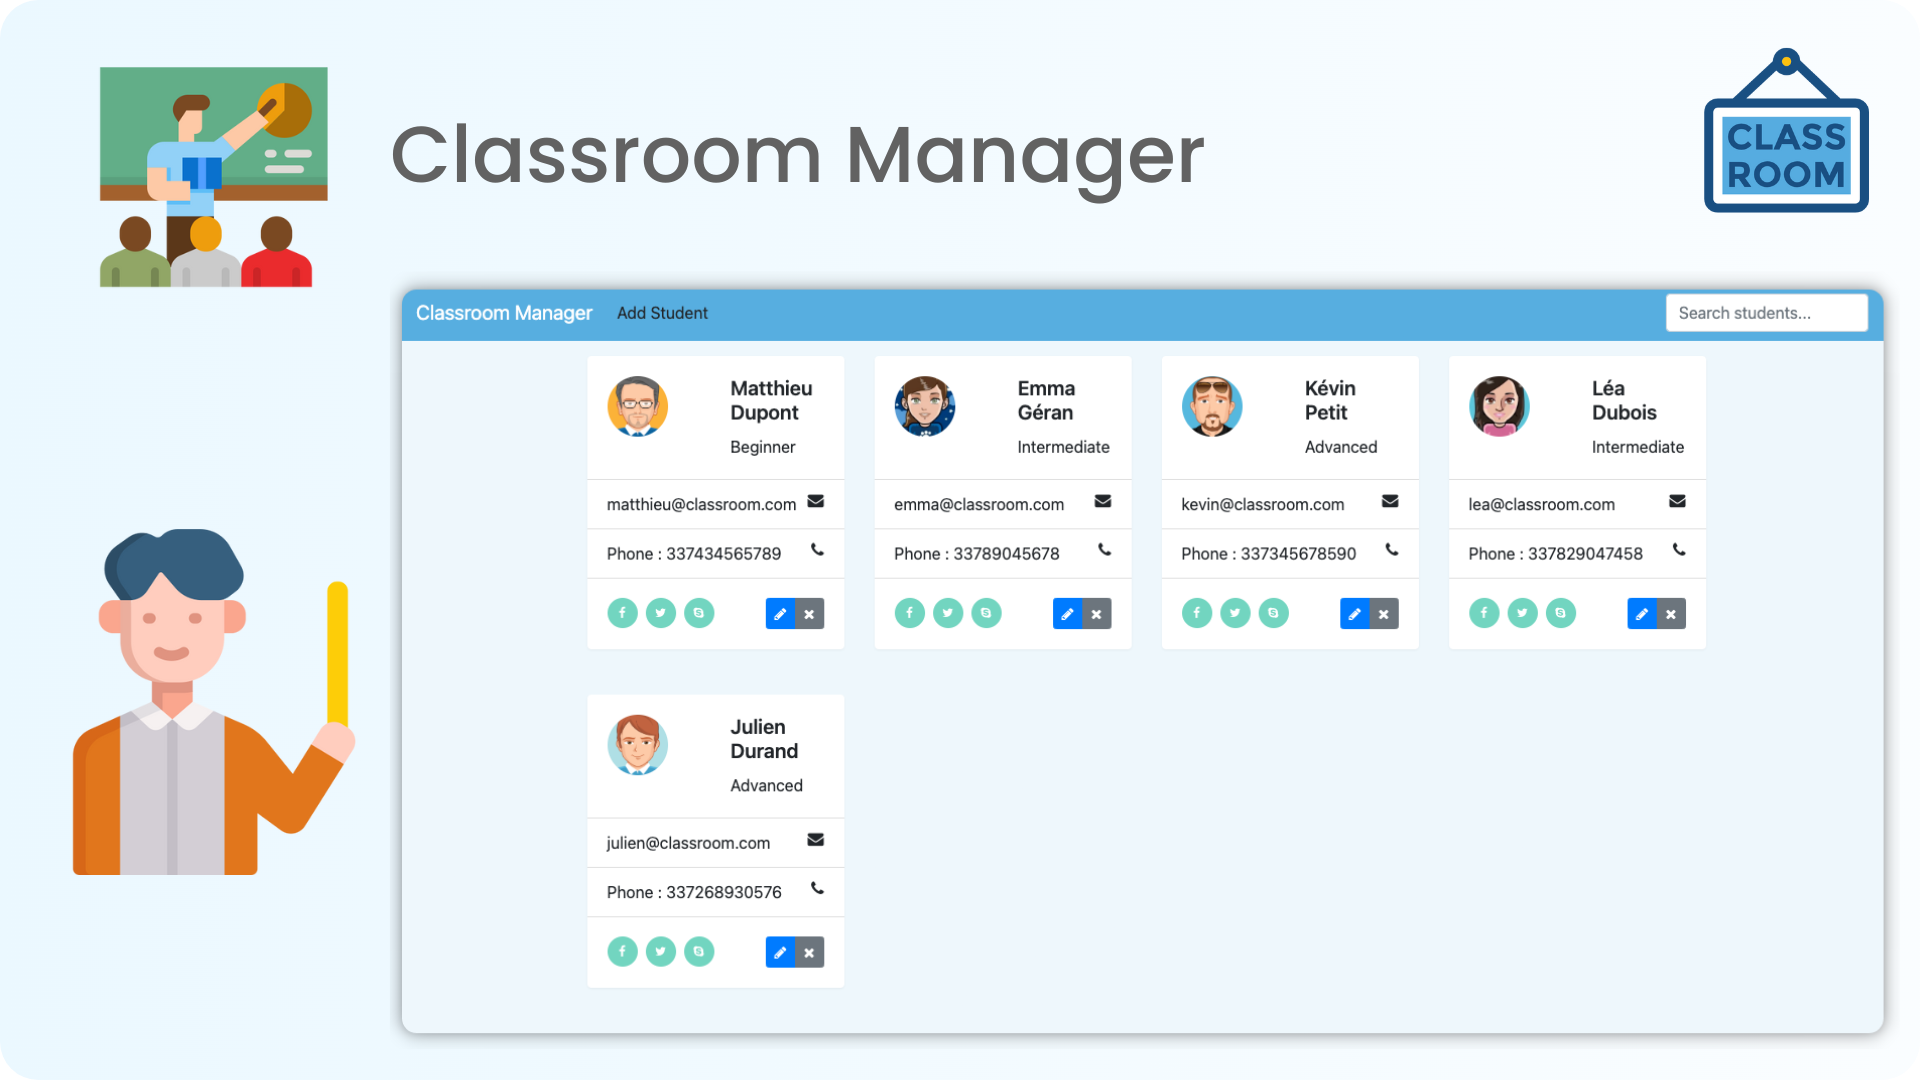 Classroom Manager
CLASS
ROOM
Classroom Manager Add Student Search students...
Matthieu
Dupont
Beginner
matthieu@classroom.com
Phone : 337434565789
Emma
Géran
Intermediate
emma@classroom.com
Phone : 33789045678
Kévin
Petit
Advanced
kevin@classroom.com
Phone : 337345678590
Léa
Dubois
Intermediate
lea@classroom.com
Phone : 337829047458
Julien
Durand
Advanced
julien@classroom.com
Phone : 337268930576